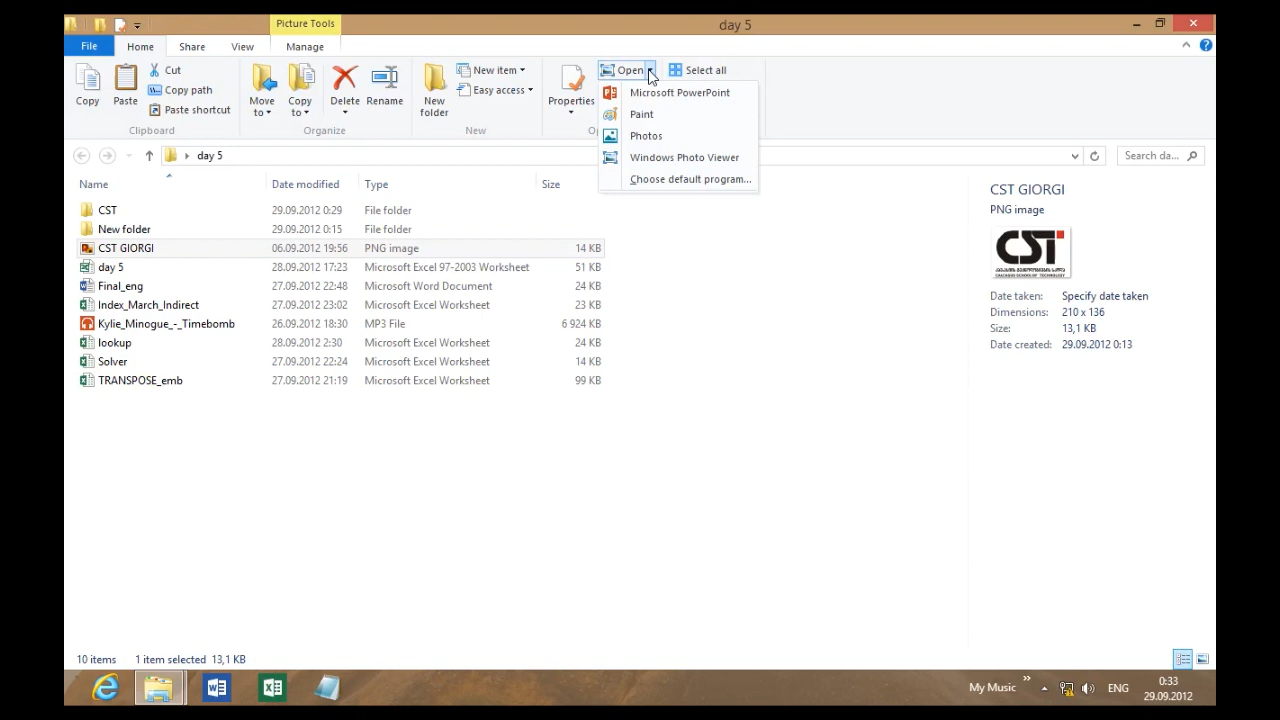 Picture Tools
day 5
File Home Share View Manage
Cut
Copy path
Paste shortcut
Copy
Paste
Clipboard
Move to
Copy to
Delete
Rename
Organize
New item
Easy access
New folder
New
Properties
Open
Select all
Microsoft PowerPoint
Paint
Photos
Windows Photo Viewer
Choose default program...
day 5
Search da...
Name Date modified Type Size
CST 29.09.2012 0:29 File folder
New folder 29.09.2012 0:15 File folder
CST GIORGI 06.09.2012 19:56 PNG image 14 KB
day 5 28.09.2012 17:23 Microsoft Excel 97-2003 Worksheet 51 KB
Final_eng 27.09.2012 22:48 Microsoft Word Document 24 KB
Index_March_Indirect 27.09.2012 23:02 Microsoft Excel Worksheet 23 KB
Kylie_Minogue_-_Timebomb 26.09.2012 18:30 MP3 File 6 924 KB
lookup 28.09.2012 2:30 Microsoft Excel Worksheet 24 KB
Solver 27.09.2012 22:24 Microsoft Excel Worksheet 14 KB
TRANSPOSE_emb 27.09.2012 21:19 Microsoft Excel Worksheet 99 KB
CST GIORGI
PNG image
CST
CAUCASUS SCHOOL OF TECHNOLOGY
Date taken: Specify date taken
Dimensions: 210 x 136
Size: 13,1 KB
Date created: 29.09.2012 0:13
10 items 1 item selected 13,1 KB
My Music
ENG
0:33
29.09.2012